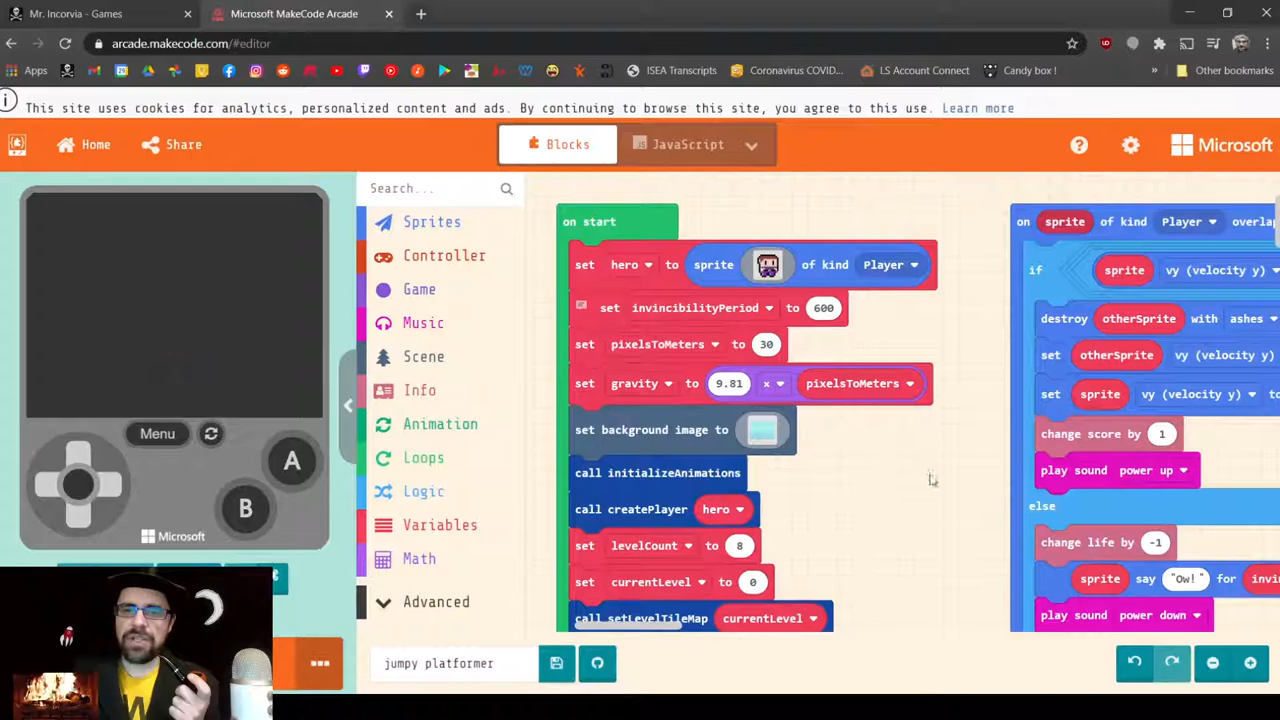 Mr. Incorvia - Games
Microsoft MakeCode Arcade
arcade.makecode.com/#editor
Apps
ISEA Transcripts
Coronavirus COVID...
LS Account Connect
Candy box !
Other bookmarks
This site uses cookies for analytics, personalized content and ads. By continuing to browse this site, you agree to this use. Learn more
Home
Share
Blocks
JavaScript
Microsoft
Search...
Sprites
Controller
Game
Music
Scene
Info
Animation
Loops
Logic
Variables
Math
Advanced
Menu
A
B
Microsoft
on start
set hero to sprite of kind Player
set invincibilityPeriod to 600
set pixelsToMeters to 30
set gravity to 9.81 × pixelsToMeters
set background image to
call initializeAnimations
call createPlayer hero
set levelCount to 8
set currentLevel to 0
call setLevelTileMap currentLevel
on sprite of kind Player overla
if sprite vy (velocity y)
destroy otherSprite with ashes
set otherSprite vy (velocity y)
set sprite vy (velocity y)
change score by 1
play sound power up
else
change life by -1
sprite say "Ow!" for invi
play sound power down
jumpy platformer